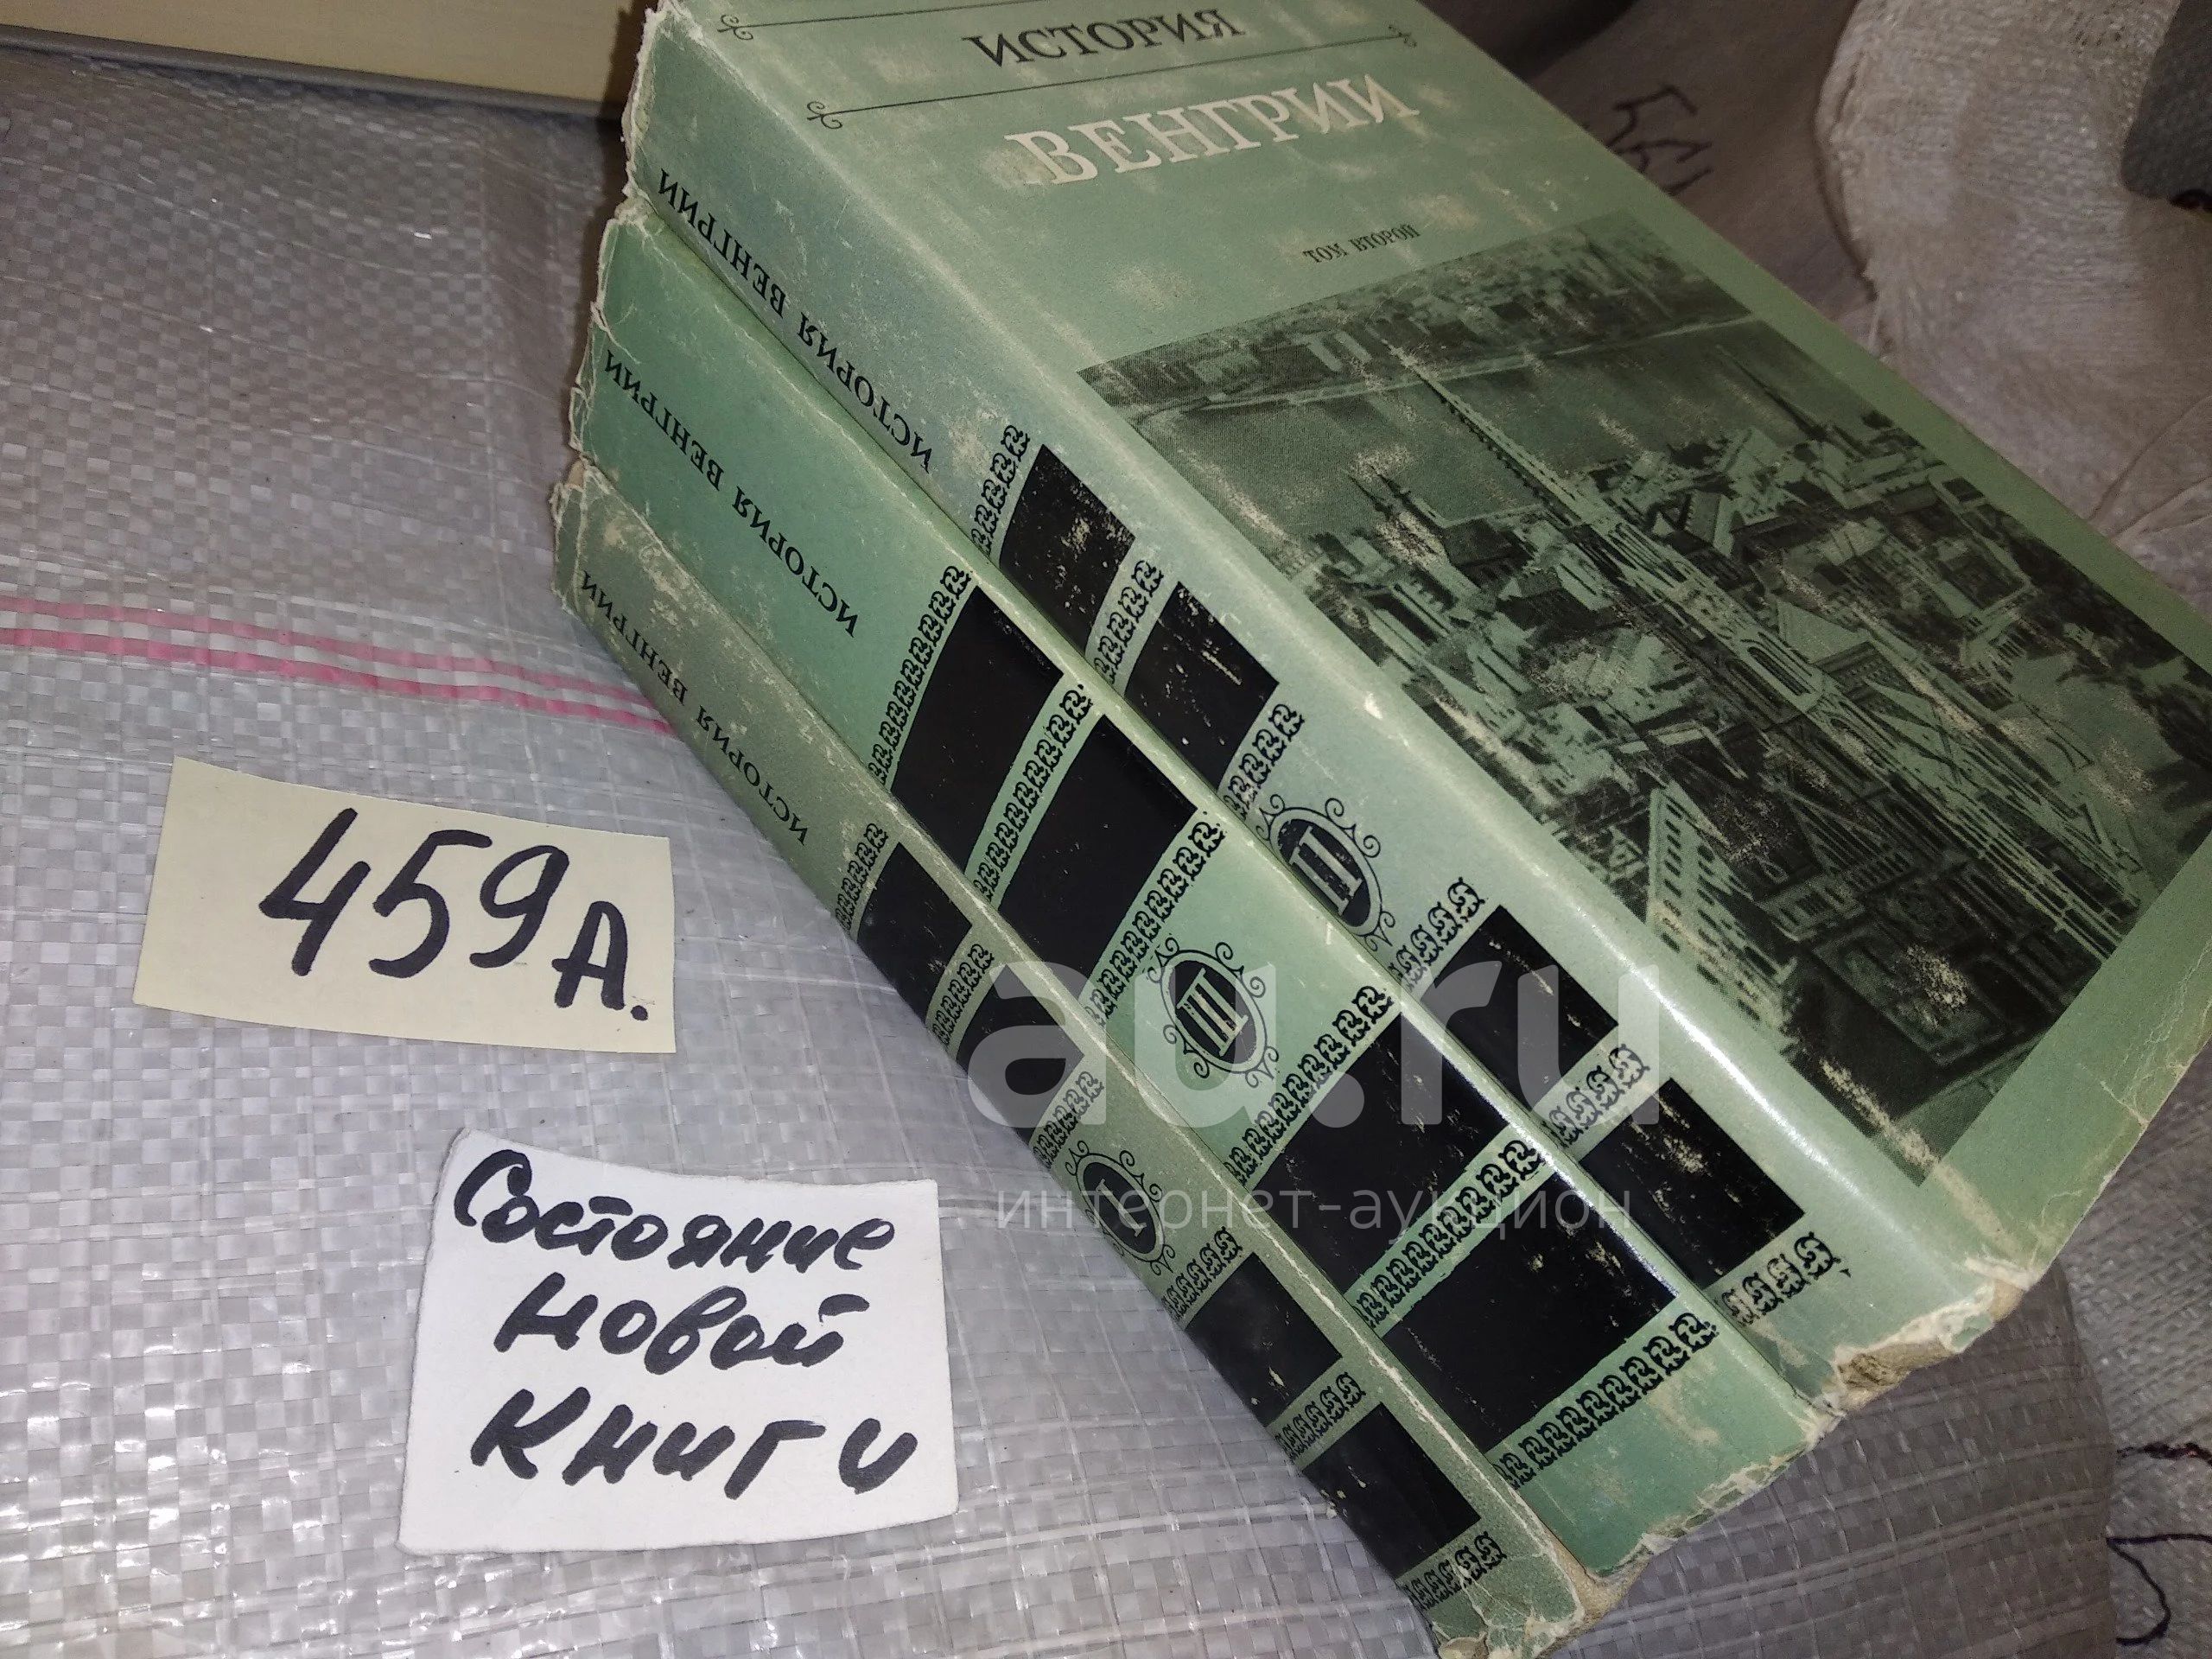 ИСТОРИЯ
ВЕНГРИИ
ТОМ ВТОРОЙ
ИСТОРИЯ ВЕНГРИИ
II
ИСТОРИЯ ВЕНГРИИ
III
ИСТОРИЯ ВЕНГРИИ
I
459А.
Состояние
новой
книги
au.ru
интернет-аукцион